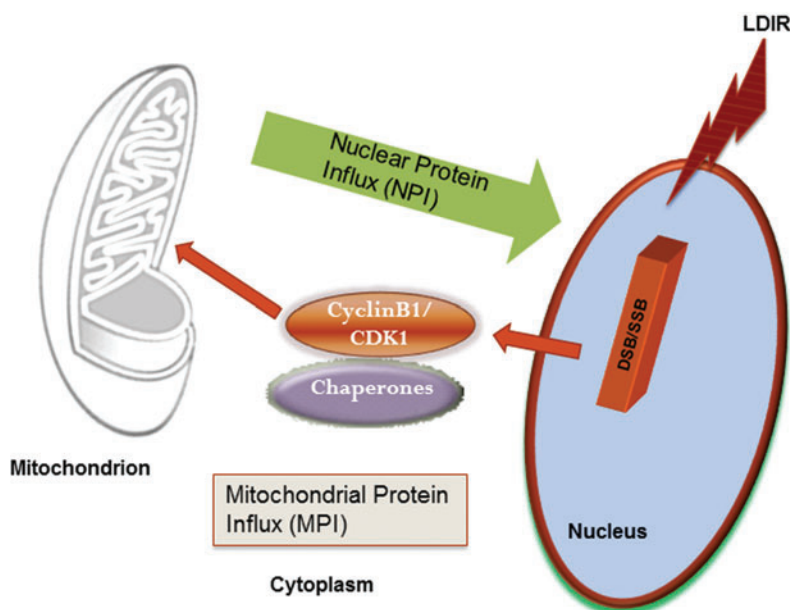 LDIR
Nuclear Protein
Influx (NPI)
CyclinB1/
CDK1
Chaperones
DSB/SSB
Mitochondrion
Mitochondrial Protein
Influx (MPI)
Nucleus
Cytoplasm